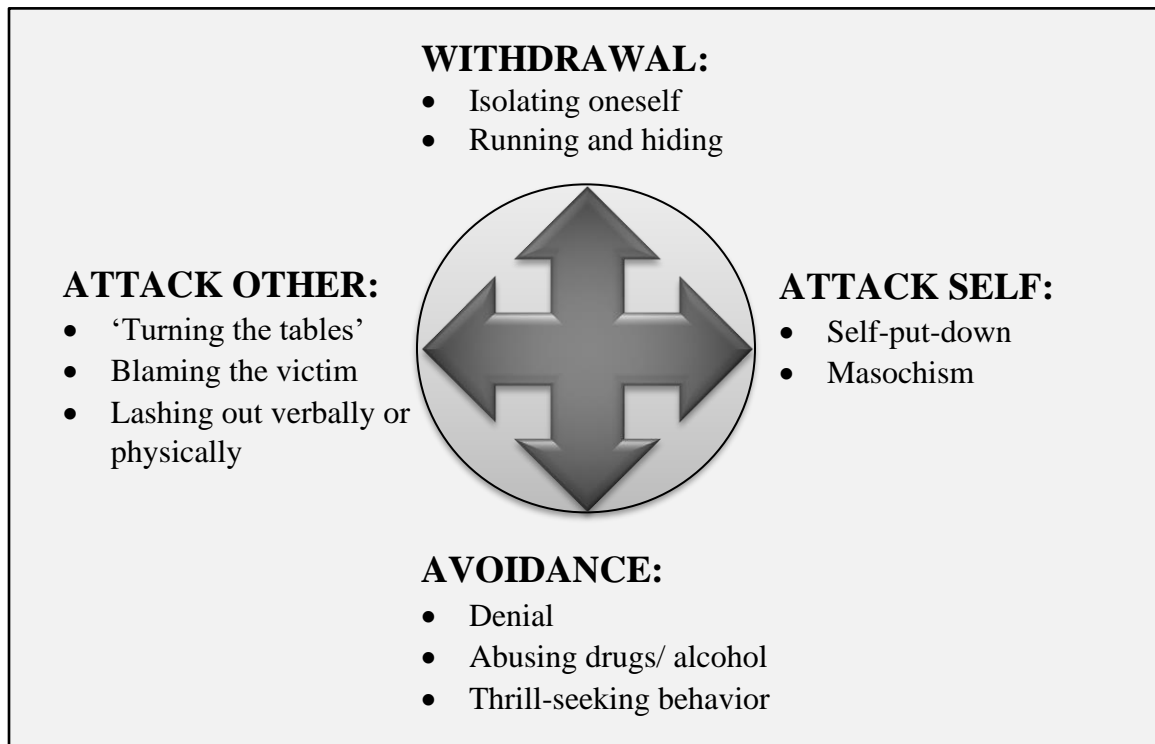 WITHDRAWAL:
• Isolating oneself
• Running and hiding
ATTACK OTHER:
• ‘Turning the tables’
• Blaming the victim
• Lashing out verbally or
physically
ATTACK SELF:
• Self-put-down
• Masochism
AVOIDANCE:
• Denial
• Abusing drugs/ alcohol
• Thrill-seeking behavior